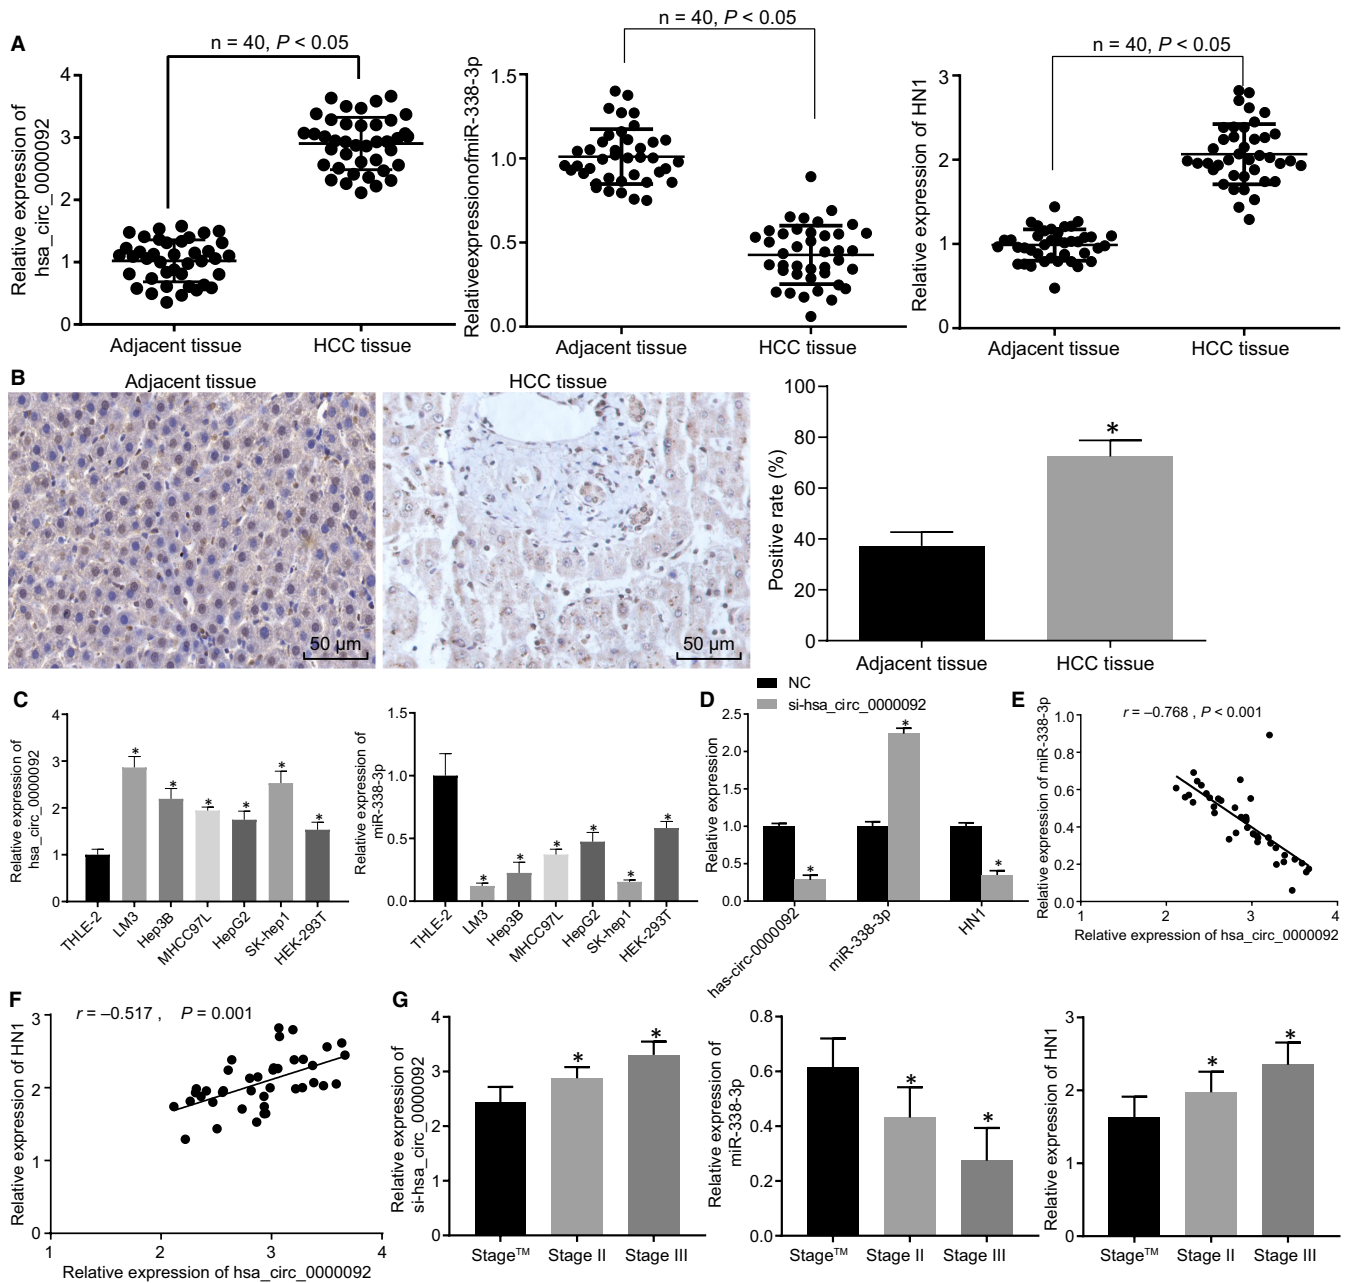 A
n = 40, P < 0.05
Relative expression of
hsa_circ_0000092
4
3
2
1
0
Adjacent tissue
HCC tissue
n = 40, P < 0.05
RelativeexpressionofmiR-338-3p
1.5
1.0
0.5
0.0
Adjacent tissue
HCC tissue
n = 40, P < 0.05
Relative expression of HN1
3
2
1
0
Adjacent tissue
HCC tissue
B
Adjacent tissue
50 µm
HCC tissue
50 µm
Positive rate (%)
100
80
60
40
20
0
*
Adjacent tissue
HCC tissue
C
Relative expression of
hsa_circ_0000092
4
3
2
1
0
* * * * * *
THLE-2
LM3
Hep3B
MHCC97L
HepG2
SK-hep1
HEK-293T
Relative expression of
miR-338-3p
1.5
1.0
0.5
0.0
* * * * * *
THLE-2
LM3
Hep3B
MHCC97L
HepG2
SK-hep1
HEK-293T
D
NC
si-hsa_circ_0000092
Relative expression
2.5
2.0
1.5
1.0
0.5
0.0
* * *
has-circ-0000092
miR-338-3p
HN1
E
r = –0.768 , P < 0.001
Relative expression of miR-338-3p
1.0
0.8
0.6
0.4
0.2
0.0
1 2 3 4
Relative expression of hsa_circ_0000092
F
r = –0.517 , P = 0.001
Relative expression of HN1
3
2
1
0
1 2 3 4
Relative expression of hsa_circ_0000092
G
Relative expression of
si-hsa_circ_0000092
4
3
2
1
0
* *
Stage™ Stage II Stage III
Relative expression of
miR-338-3p
0.8
0.6
0.4
0.2
0.0
* *
Stage™ Stage II Stage III
Relative expression of HN1
3
2
1
0
* *
Stage™ Stage II Stage III